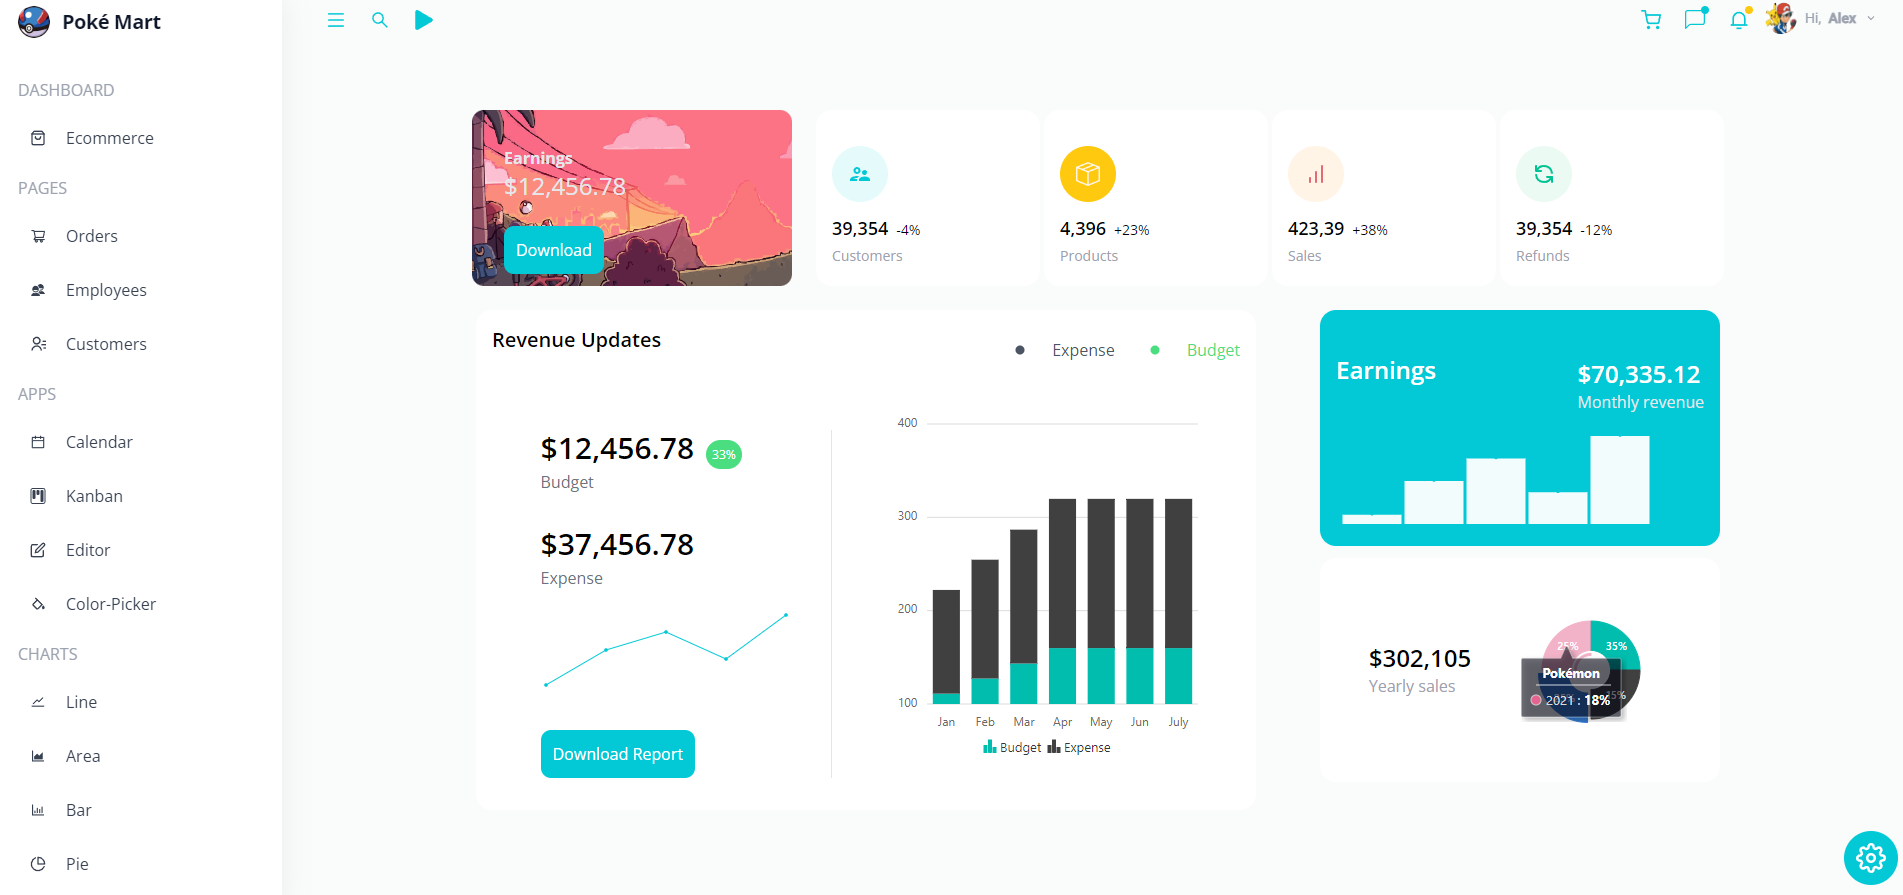 Poké Mart
Hi, Alex
DASHBOARD
Ecommerce
PAGES
Orders
Employees
Customers
APPS
Calendar
Kanban
Editor
Color-Picker
CHARTS
Line
Area
Bar
Pie
Earnings
$12,456.78
Download
39,354 -4%
Customers
4,396 +23%
Products
423,39 +38%
Sales
39,354 -12%
Refunds
Revenue Updates
Expense
Budget
$12,456.78 33%
Budget
$37,456.78
Expense
Download Report
400
300
200
100
Jan Feb Mar Apr May Jun July
Budget Expense
Earnings
$70,335.12
Monthly revenue
$302,105
Yearly sales
25% 35%
Pokémon
2021 : 18%
15%